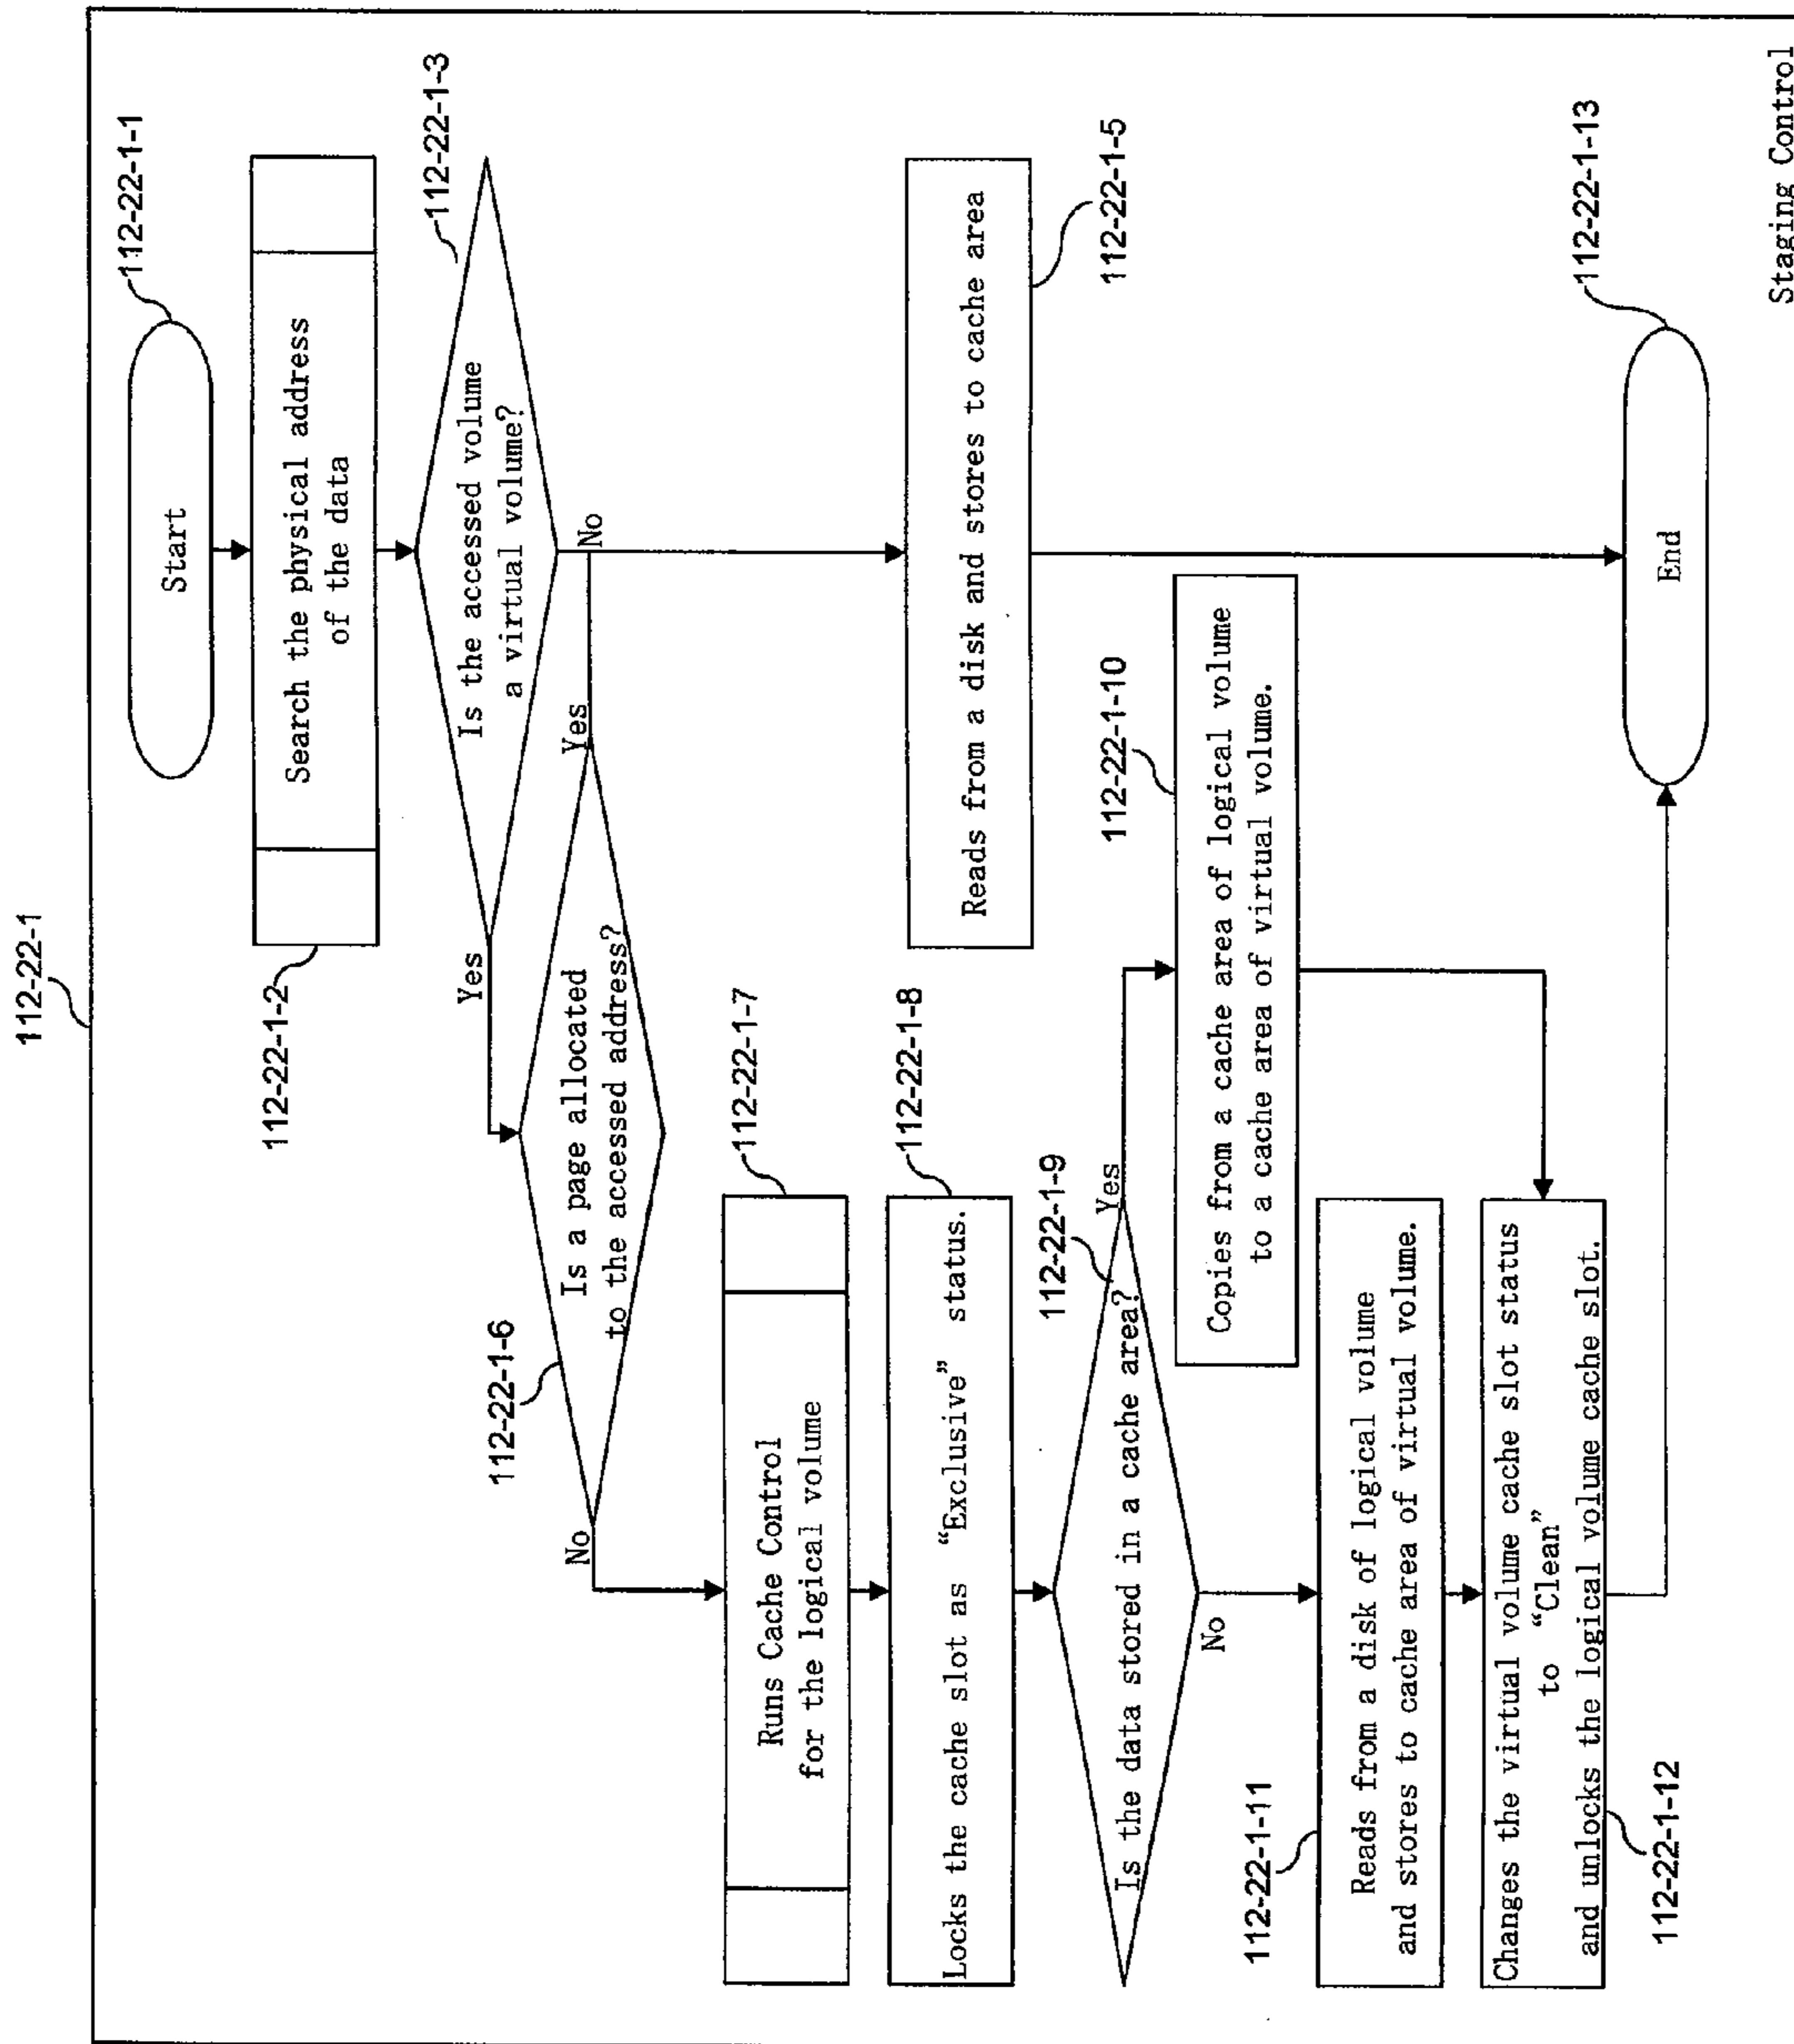 112-22-1
Start
112-22-1-1
Search the physical address
of the data
112-22-1-2
Is the accessed volume
a virtual volume?
112-22-1-3
Yes
No
Is a page allocated
to the accessed address?
112-22-1-6
Yes
No
Runs Cache Control
for the logical volume
112-22-1-7
Locks the cache slot as "Exclusive" status.
112-22-1-8
Reads from a disk and stores to cache area
112-22-1-5
Is the data stored in a cache area?
112-22-1-9
Yes
No
Copies from a cache area of logical volume
to a cache area of virtual volume.
112-22-1-10
Reads from a disk of logical volume
and stores to cache area of virtual volume.
112-22-1-11
Changes the virtual volume cache slot status
to "Clean"
and unlocks the logical volume cache slot.
112-22-1-12
End
112-22-1-13
Staging Control